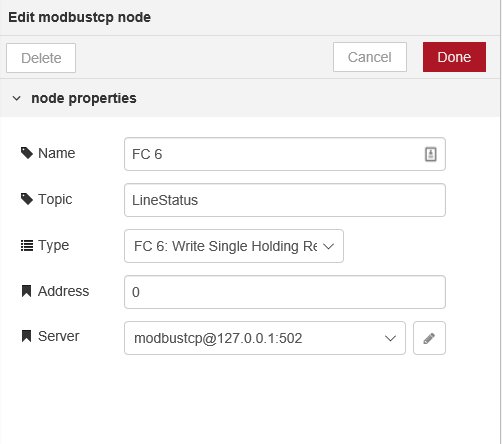 Edit modbustcp node
Delete Cancel Done
node properties
Name FC 6
Topic LineStatus
Type FC 6: Write Single Holding Re
Address 0
Server modbustcp@127.0.0.1:502